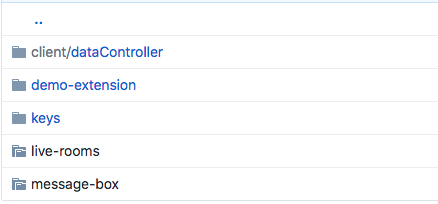 ..
client/dataController
demo-extension
keys
live-rooms
message-box